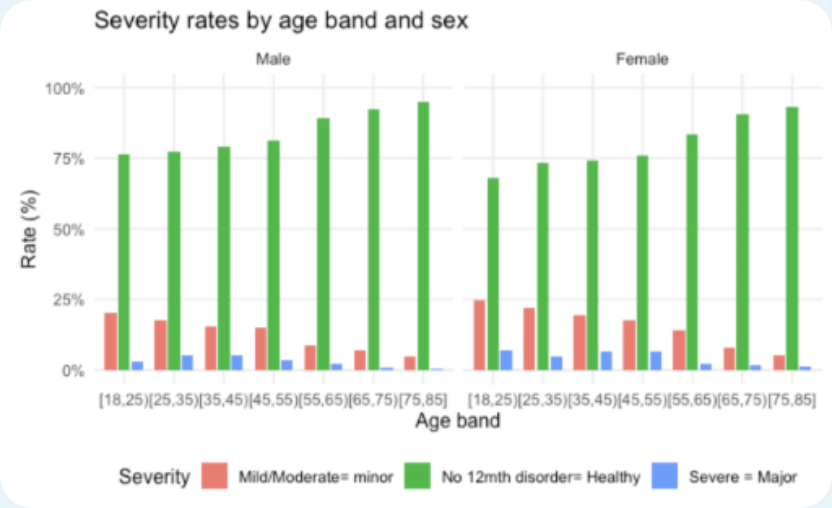 Severity rates by age band and sex
Male
Female
100%
75%
50%
25%
0%
Rate (%)
[18,25)[25,35)[35,45)[45,55)[55,65)[65,75)[75,85]
[18,25)[25,35)[35,45)[45,55)[55,65)[65,75)[75,85]
Age band
Severity
Mild/Moderate= minor
No 12mth disorder= Healthy
Severe = Major